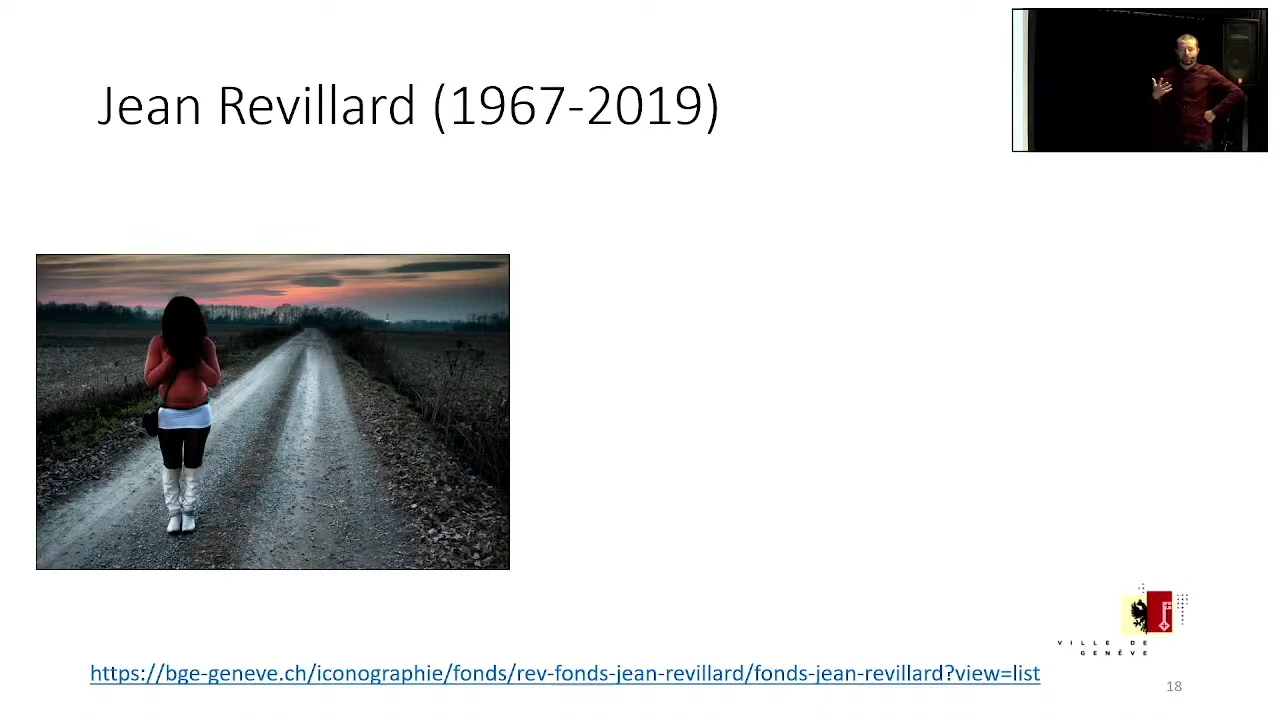 Jean Revillard (1967-2019)
VILLE DE
GENÈVE
https://bge-geneve.ch/iconographie/fonds/rev-fonds-jean-revillard/fonds-jean-revillard?view=list
18